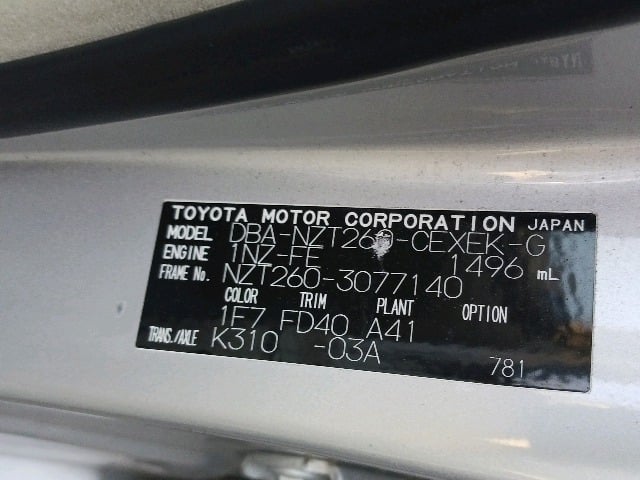 TOYOTA MOTOR CORPORATION JAPAN
MODEL DBA-NZT260-CEXEK-G
ENGINE 1NZ-FE 1496 mL
FRAME No. NZT260-3077140
COLOR TRIM PLANT OPTION
1F7 FD40 A41
TRANS./AXLE K310 -03A
781